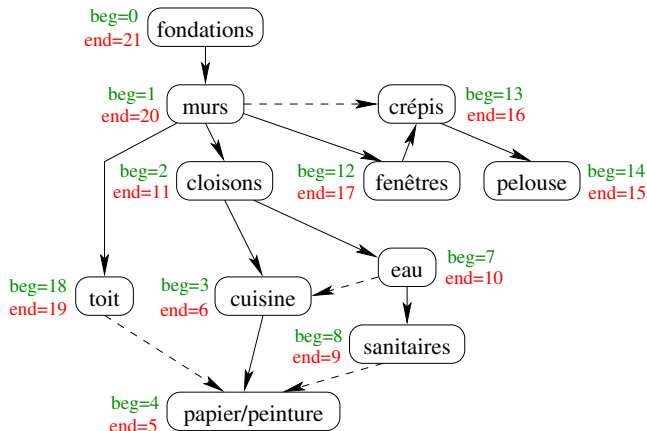 beg=0
end=21
fondations
beg=1
end=20
murs
crépis
beg=13
end=16
beg=2
end=11
cloisons
beg=12
end=17
fenêtres
pelouse
beg=14
end=15
beg=18
end=19
toit
beg=3
end=6
cuisine
eau
beg=7
end=10
beg=8
end=9
sanitaires
beg=4
end=5
papier/peinture